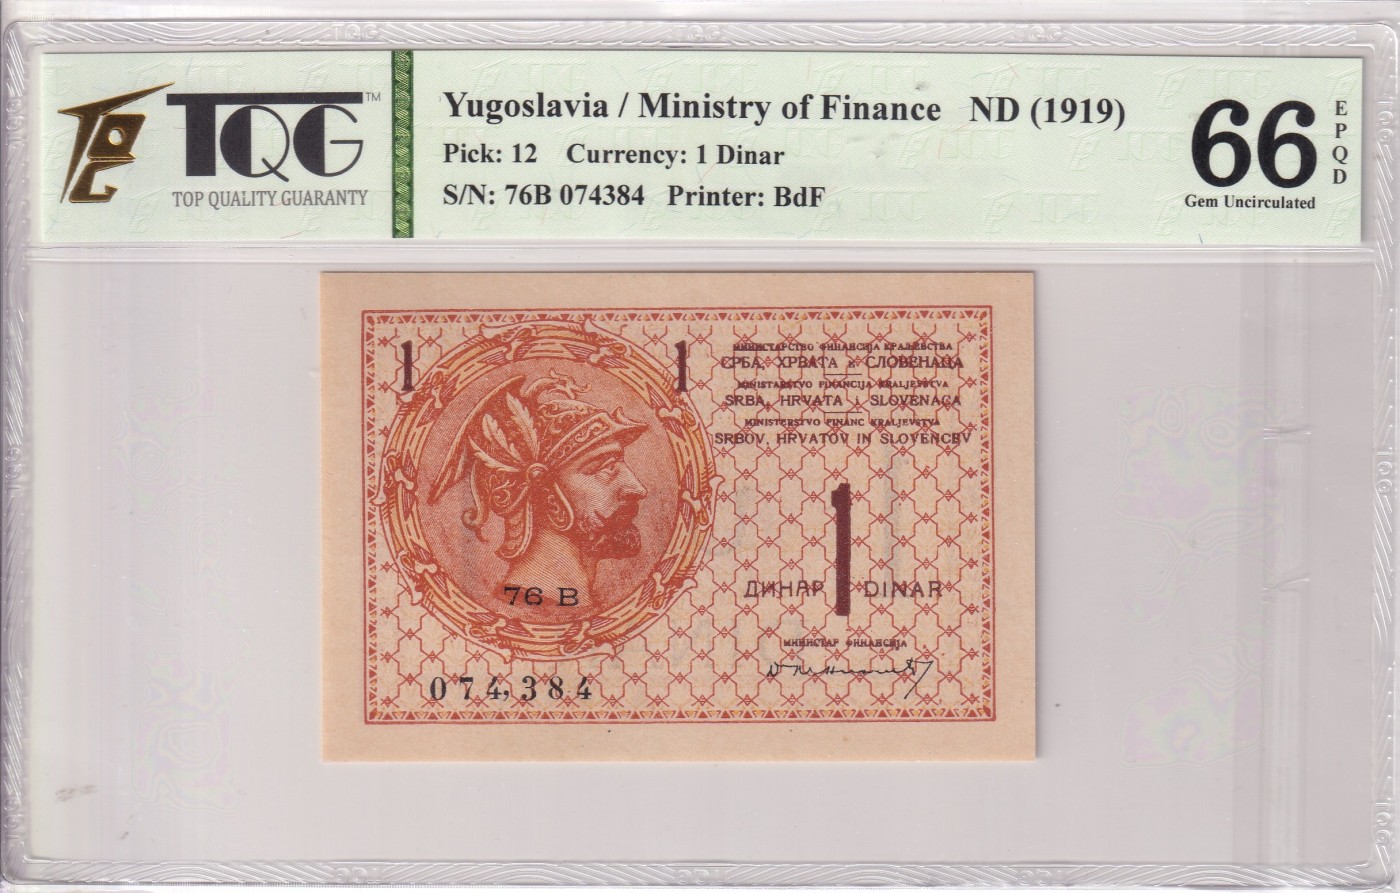 TQG™
TOP QUALITY GUARANTY
Yugoslavia / Ministry of Finance ND (1919)
Pick: 12 Currency: 1 Dinar
S/N: 76B 074384 Printer: BdF
66
EPQD
Gem Uncirculated
1 1
МИНИСТАРСТВО ФИНАНСИЈА КРАЉЕВСТВА
СРБА, ХРВАТА и СЛОВЕНАЦА
MINISTARSTVO FINANCIJA KRALJEVSTVA
SRBA, HRVATA i SLOVENACA
MINISTERSTVO FINANC KRALJEVSTVA
SRBOV, HRVATOV IN SLOVENCEV
1
ДИНАР DINAR
76 B
МИНИСТАР ФИНАНСИЈА
074,384